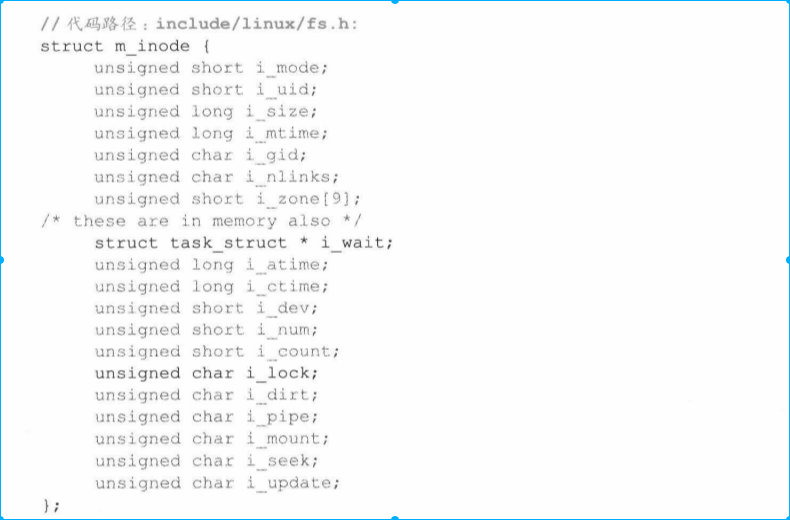 // 代码路径：include/linux/fs.h:
struct m_inode {
unsigned short i_mode;
unsigned short i_uid;
unsigned long i_size;
unsigned long i_mtime;
unsigned char i_gid;
unsigned char i_nlinks;
unsigned short i_zone[9];
/* these are in memory also */
struct task_struct * i_wait;
unsigned long i_atime;
unsigned long i_ctime;
unsigned short i_dev;
unsigned short i_num;
unsigned short i_count;
unsigned char i_lock;
unsigned char i_dirt;
unsigned char i_pipe;
unsigned char i_mount;
unsigned char i_seek;
unsigned char i_update;
};